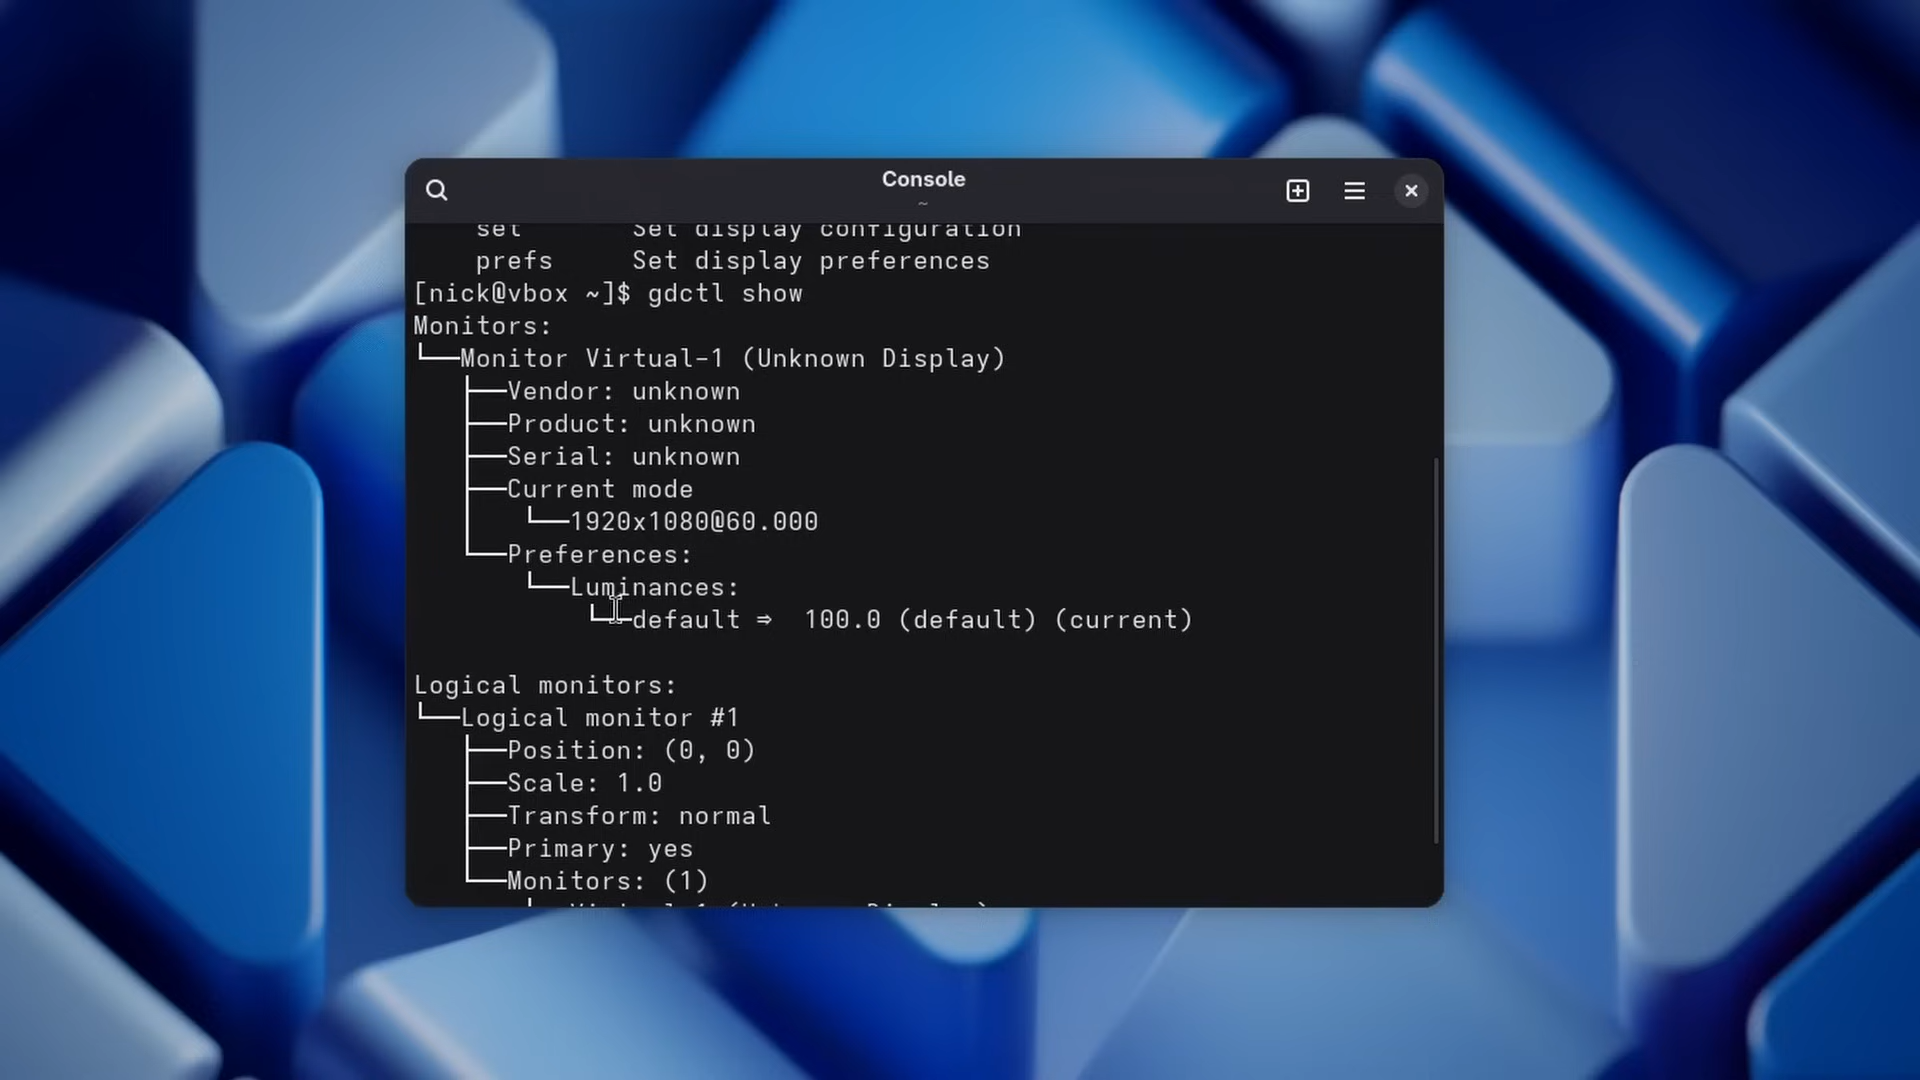 Console
~
set Set display configuration
prefs Set display preferences
[nick@vbox ~]$ gdctl show
Monitors:
└──Monitor Virtual-1 (Unknown Display)
├──Vendor: unknown
├──Product: unknown
├──Serial: unknown
├──Current mode
│   └──1920x1080@60.000
└──Preferences:
└──Luminances:
└──default ⇒  100.0 (default) (current)
Logical monitors:
└──Logical monitor #1
├──Position: (0, 0)
├──Scale: 1.0
├──Transform: normal
├──Primary: yes
└──Monitors: (1)